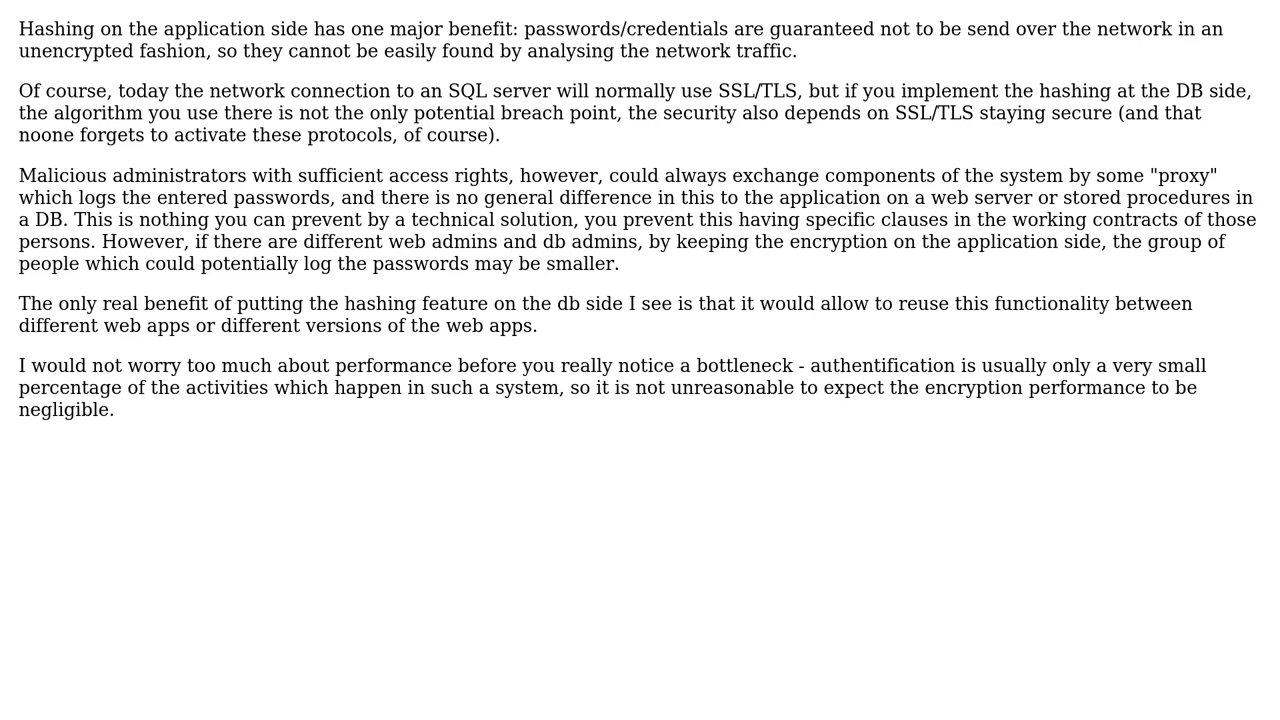 Hashing on the application side has one major benefit: passwords/credentials are guaranteed not to be send over the network in an
unencrypted fashion, so they cannot be easily found by analysing the network traffic.
Of course, today the network connection to an SQL server will normally use SSL/TLS, but if you implement the hashing at the DB side,
the algorithm you use there is not the only potential breach point, the security also depends on SSL/TLS staying secure (and that
noone forgets to activate these protocols, of course).
Malicious administrators with sufficient access rights, however, could always exchange components of the system by some "proxy"
which logs the entered passwords, and there is no general difference in this to the application on a web server or stored procedures in
a DB. This is nothing you can prevent by a technical solution, you prevent this having specific clauses in the working contracts of those
persons. However, if there are different web admins and db admins, by keeping the encryption on the application side, the group of
people which could potentially log the passwords may be smaller.
The only real benefit of putting the hashing feature on the db side I see is that it would allow to reuse this functionality between
different web apps or different versions of the web apps.
I would not worry too much about performance before you really notice a bottleneck - authentification is usually only a very small
percentage of the activities which happen in such a system, so it is not unreasonable to expect the encryption performance to be
negligible.